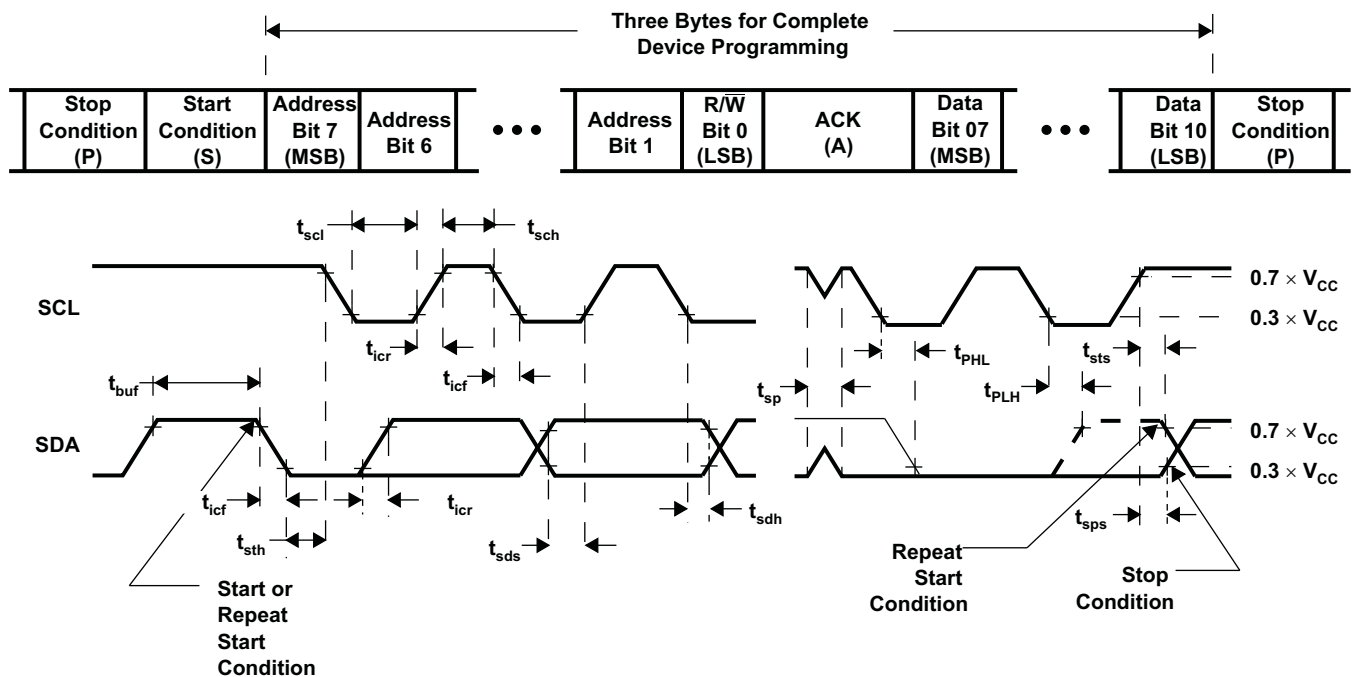 Three Bytes for Complete
Device Programming
Stop
Condition
(P)
Start
Condition
(S)
Address
Bit 7
(MSB)
Address
Bit 6
•••
Address
Bit 1
R/W̅
Bit 0
(LSB)
ACK
(A)
Data
Bit 07
(MSB)
•••
Data
Bit 10
(LSB)
Stop
Condition
(P)
tscl
tsch
SCL
0.7 × VCC
0.3 × VCC
ticr
ticf
tPHL
tsts
tbuf
tsp
tPLH
SDA
0.7 × VCC
0.3 × VCC
ticf
ticr
tsdh
tsth
tsds
tsps
Start or
Repeat
Start
Condition
Repeat
Start
Condition
Stop
Condition